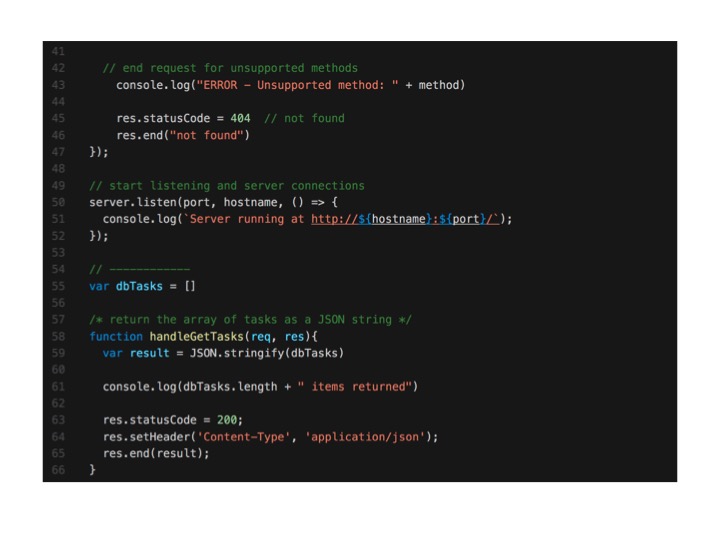 41
42 // end request for unsupported methods
43 console.log("ERROR – Unsupported method: " + method)
44
45 res.statusCode = 404 // not found
46 res.end("not found")
47 });
48
49 // start listening and server connections
50 server.listen(port, hostname, () => {
51 console.log(`Server running at http://${hostname}:${port}/`);
52 });
53
54 // ------------
55 var dbTasks = []
56
57 /* return the array of tasks as a JSON string */
58 function handleGetTasks(req, res){
59 var result = JSON.stringify(dbTasks)
60
61 console.log(dbTasks.length + " items returned")
62
63 res.statusCode = 200;
64 res.setHeader('Content-Type', 'application/json');
65 res.end(result);
66 }